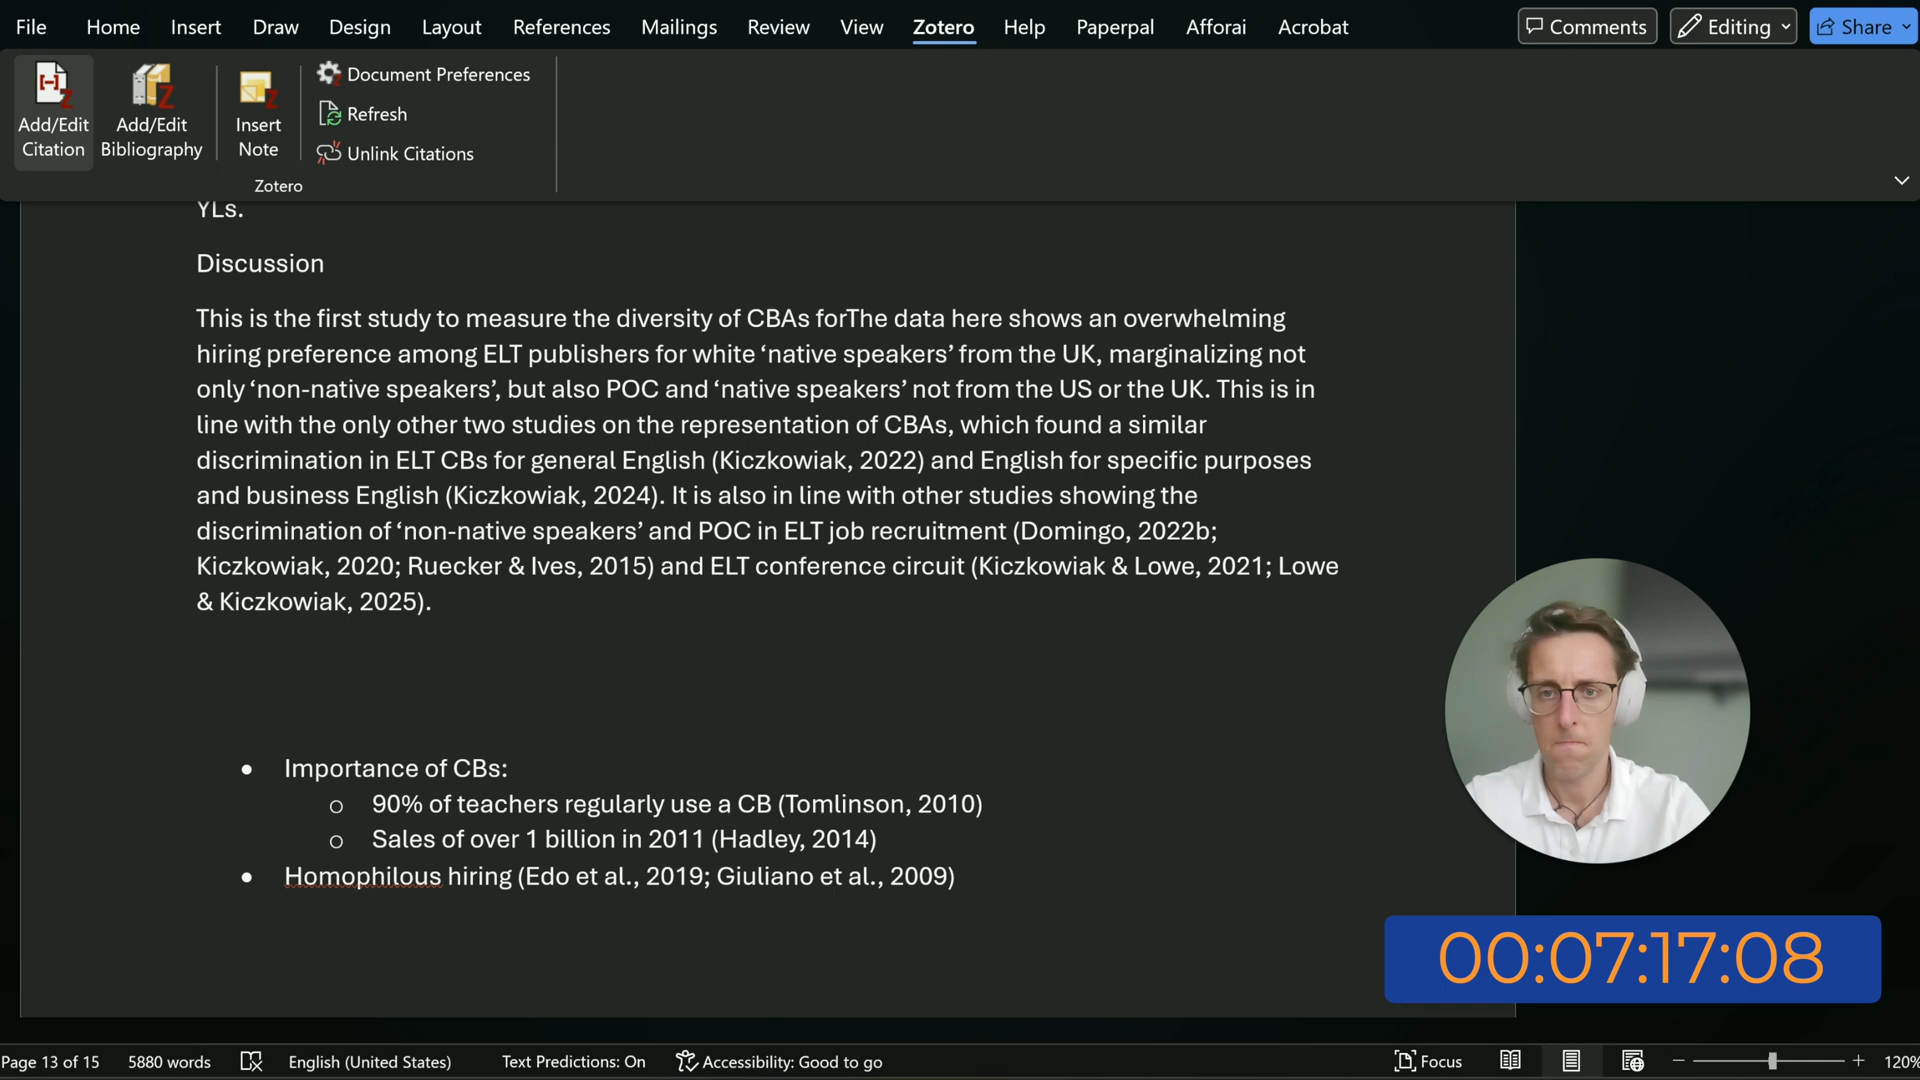 File Home Insert Draw Design Layout References Mailings Review View Zotero Help Paperpal Afforai Acrobat Comments Editing Share
Add/Edit Citation
Add/Edit Bibliography
Insert Note
Document Preferences
Refresh
Unlink Citations
Zotero
YLs.
Discussion
This is the first study to measure the diversity of CBAs forThe data here shows an overwhelming
hiring preference among ELT publishers for white ‘native speakers’ from the UK, marginalizing not
only ‘non-native speakers’, but also POC and ‘native speakers’ not from the US or the UK. This is in
line with the only other two studies on the representation of CBAs, which found a similar
discrimination in ELT CBs for general English (Kiczkowiak, 2022) and English for specific purposes
and business English (Kiczkowiak, 2024). It is also in line with other studies showing the
discrimination of ‘non-native speakers’ and POC in ELT job recruitment (Domingo, 2022b;
Kiczkowiak, 2020; Ruecker & Ives, 2015) and ELT conference circuit (Kiczkowiak & Lowe, 2021; Lowe
& Kiczkowiak, 2025).
• Importance of CBs:
o 90% of teachers regularly use a CB (Tomlinson, 2010)
o Sales of over 1 billion in 2011 (Hadley, 2014)
• Homophilous hiring (Edo et al., 2019; Giuliano et al., 2009)
00:07:17:08
Page 13 of 15 5880 words English (United States) Text Predictions: On Accessibility: Good to go Focus 120%